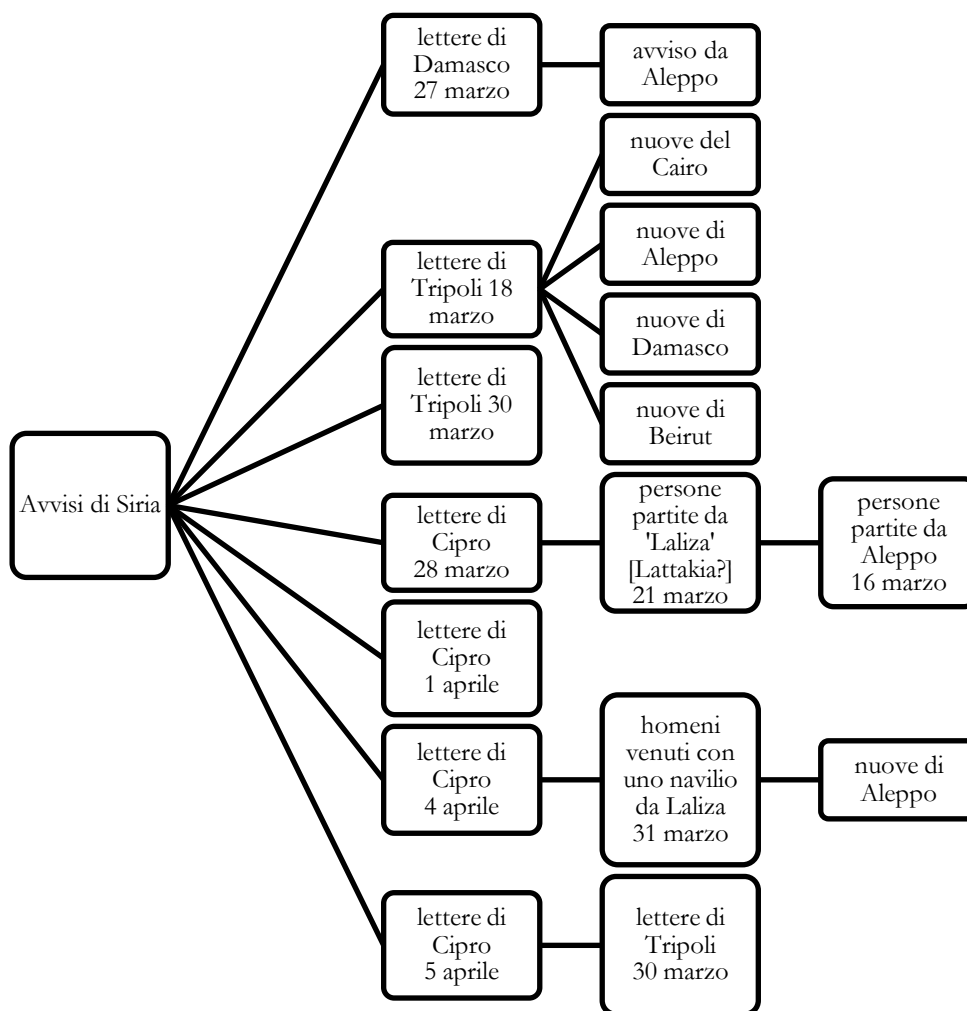 Avvisi di Siria
lettere di
Damasco
27 marzo
avviso da
Aleppo
lettere di
Tripoli 18
marzo
nuove del
Cairo
nuove di
Aleppo
nuove di
Damasco
nuove di
Beirut
lettere di
Tripoli 30
marzo
lettere di
Cipro
28 marzo
persone
partite da
'Laliza'
[Lattakia?]
21 marzo
persone
partite da
Aleppo
16 marzo
lettere di
Cipro
1 aprile
lettere di
Cipro
4 aprile
homeni
venuti con
uno navilio
da Laliza
31 marzo
nuove di
Aleppo
lettere di
Cipro
5 aprile
lettere di
Tripoli
30 marzo